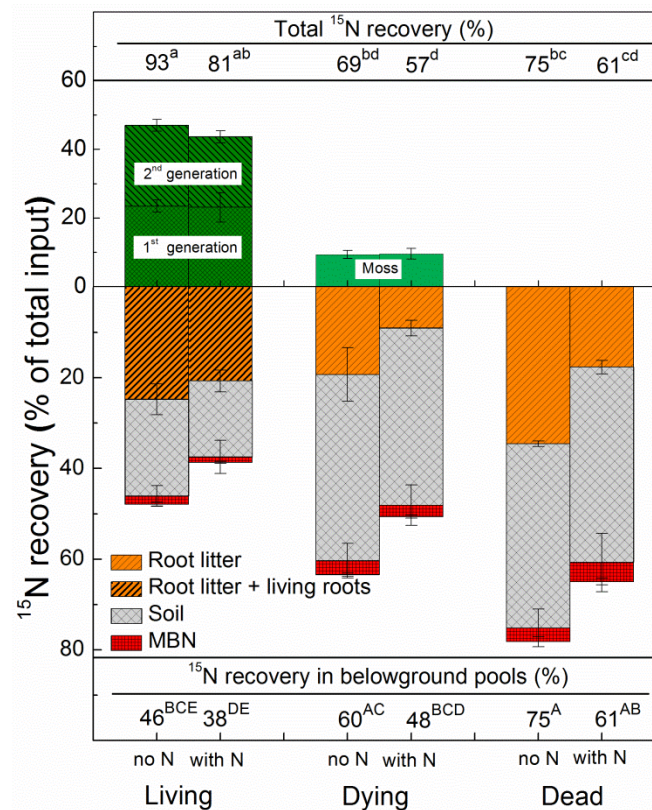 Total ¹⁵N recovery (%)
93ᵃ 81ᵃᵇ 69ᵇᵈ 57ᵈ 75ᵇᶜ 61ᶜᵈ
60
40
20
0
20
40
60
80
¹⁵N recovery (% of total input)
2ⁿᵈ generation
1ˢᵗ generation
Moss
Root litter
Root litter + living roots
Soil
MBN
¹⁵N recovery in belowground pools (%)
46ᴮᶜᴱ 38ᴰᴱ 60ᴬᶜ 48ᴮᶜᴰ 75ᴬ 61ᴬᴮ
no N with N no N with N no N with N
Living Dying Dead